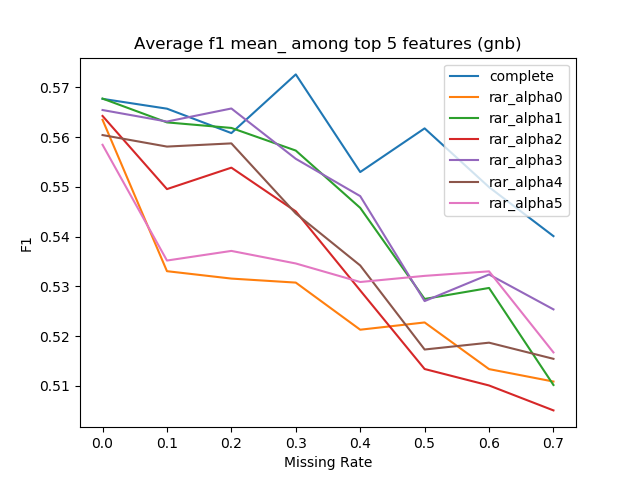 Average f1 mean_ among top 5 features (gnb)
complete
rar_alpha0
rar_alpha1
rar_alpha2
rar_alpha3
rar_alpha4
rar_alpha5
0.57
0.56
0.55
0.54
0.53
0.52
0.51
F1
0.0 0.1 0.2 0.3 0.4 0.5 0.6 0.7
Missing Rate